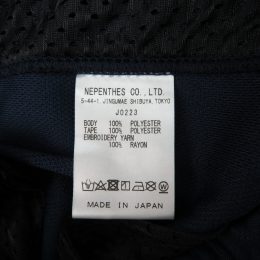 NEPENTHES CO., LTD.
5-44-1 JINGUMAE SHIBUYA, TOKYO
J0223
BODY 100% POLYESTER
TAPE 100% POLYESTER
EMBROIDERY YARN
100% RAYON
MADE IN JAPAN